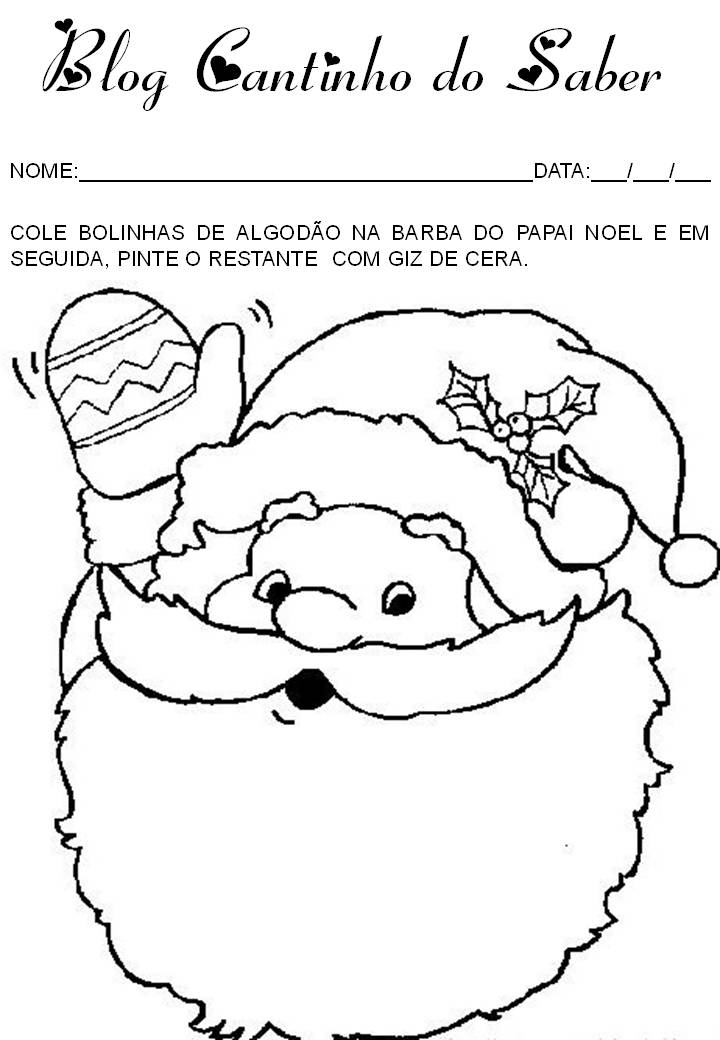 Blog Cantinho do Saber
NOME:______________________________________DATA:___/___/___
COLE BOLINHAS DE ALGODÃO NA BARBA DO PAPAI NOEL E EM
SEGUIDA, PINTE O RESTANTE COM GIZ DE CERA.